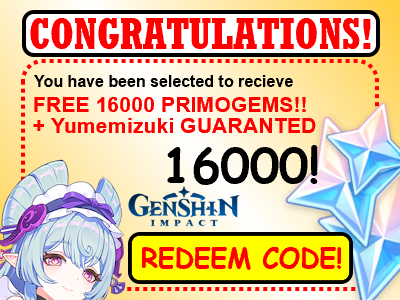 CONGRATULATIONS!
You have been selected to recieve
FREE 16000 PRIMOGEMS!!
+ Yumemizuki GUARANTED
16000!
GENSHIN
IMPACT
REDEEM CODE!